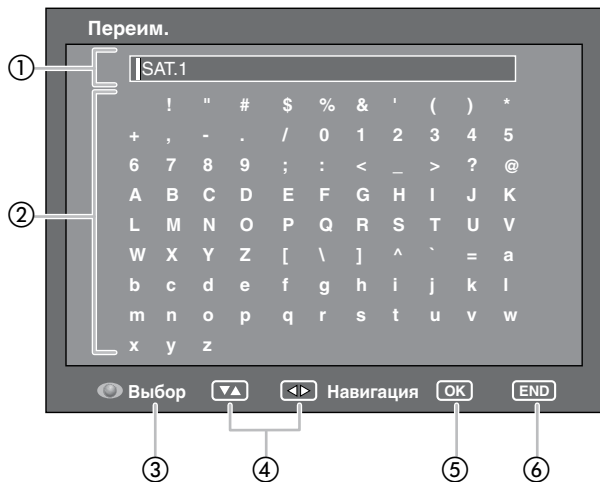 Переим.
① SAT.1
② ! " # $ % & ' ( ) *
+ , - . / 0 1 2 3 4 5
6 7 8 9 ; : < _ > ? @
A B C D E F G H I J K
L M N O P Q R S T U V
W X Y Z [ \ ] ^ ` = a
b c d e f g h i j k l
m n o p q r s t u v w
x y z
Выбор ▼▲ ◀▶ Навигация OK END
③ ④ ⑤ ⑥